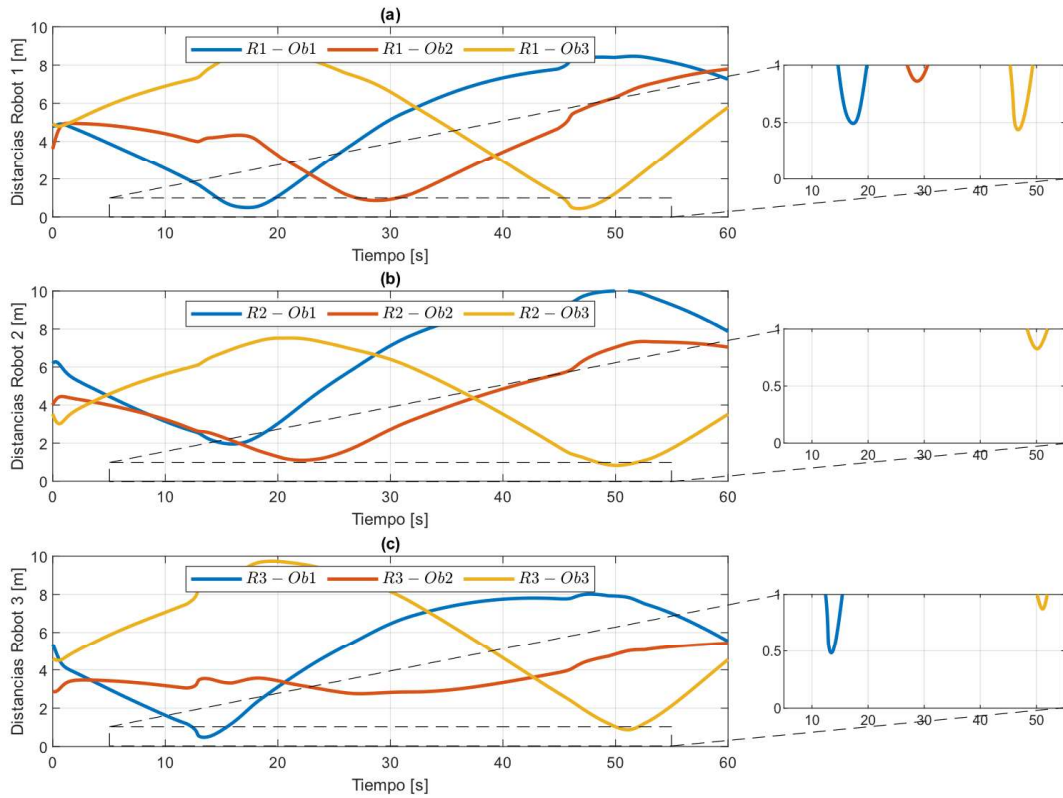 (a)
R1 − Ob1 R1 − Ob2 R1 − Ob3
Distancias Robot 1 [m]
10
8
6
4
2
0
0 10 20 30 40 50 60
Tiempo [s]
1
0.5
0
10 20 30 40 50
(b)
R2 − Ob1 R2 − Ob2 R2 − Ob3
Distancias Robot 2 [m]
10
8
6
4
2
0
0 10 20 30 40 50 60
Tiempo [s]
1
0.5
0
10 20 30 40 50
(c)
R3 − Ob1 R3 − Ob2 R3 − Ob3
Distancias Robot 3 [m]
10
8
6
4
2
0
0 10 20 30 40 50 60
Tiempo [s]
1
0.5
0
10 20 30 40 50